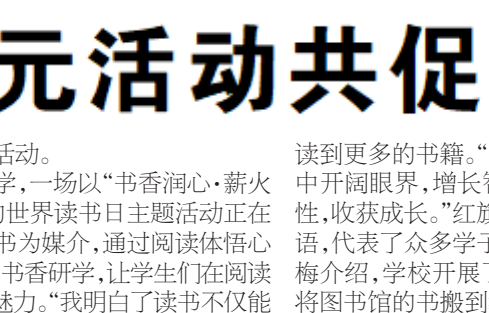 元活动共促
活动。
学,一场以“书香润心·薪火
的世界读书日主题活动正在
书为媒介,通过阅读体悟心
书香研学,让学生们在阅读
魅力。“我明白了读书不仅能
读到更多的书籍。“
中开阔眼界,增长智
性,收获成长。”红旗
语,代表了众多学子
梅介绍,学校开展了
将图书馆的书搬到